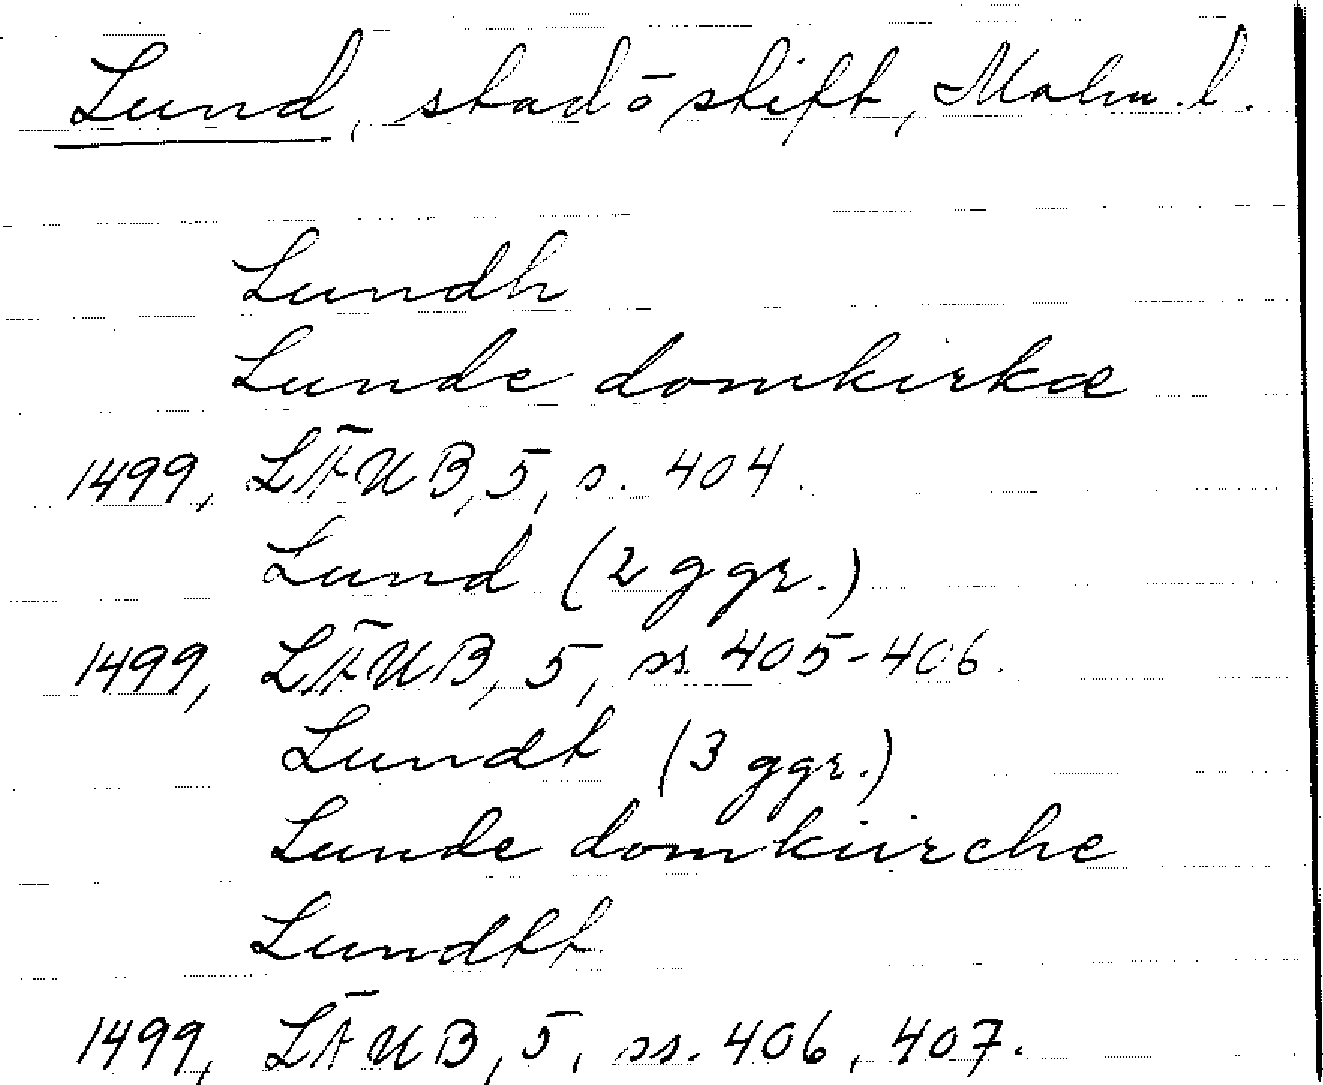 Lund, stad ō stift, Malm. l.
Lundh
Lunde domkirkæ
1499, LÄUB, 5, s. 404.
Lund (2 ggr.)
1499, LÄUB, 5, ss. 405-406.
Lundt (3 ggr.)
Lunde domkiirche
Lundtt
1499, LÄUB, 5, ss. 406, 407.